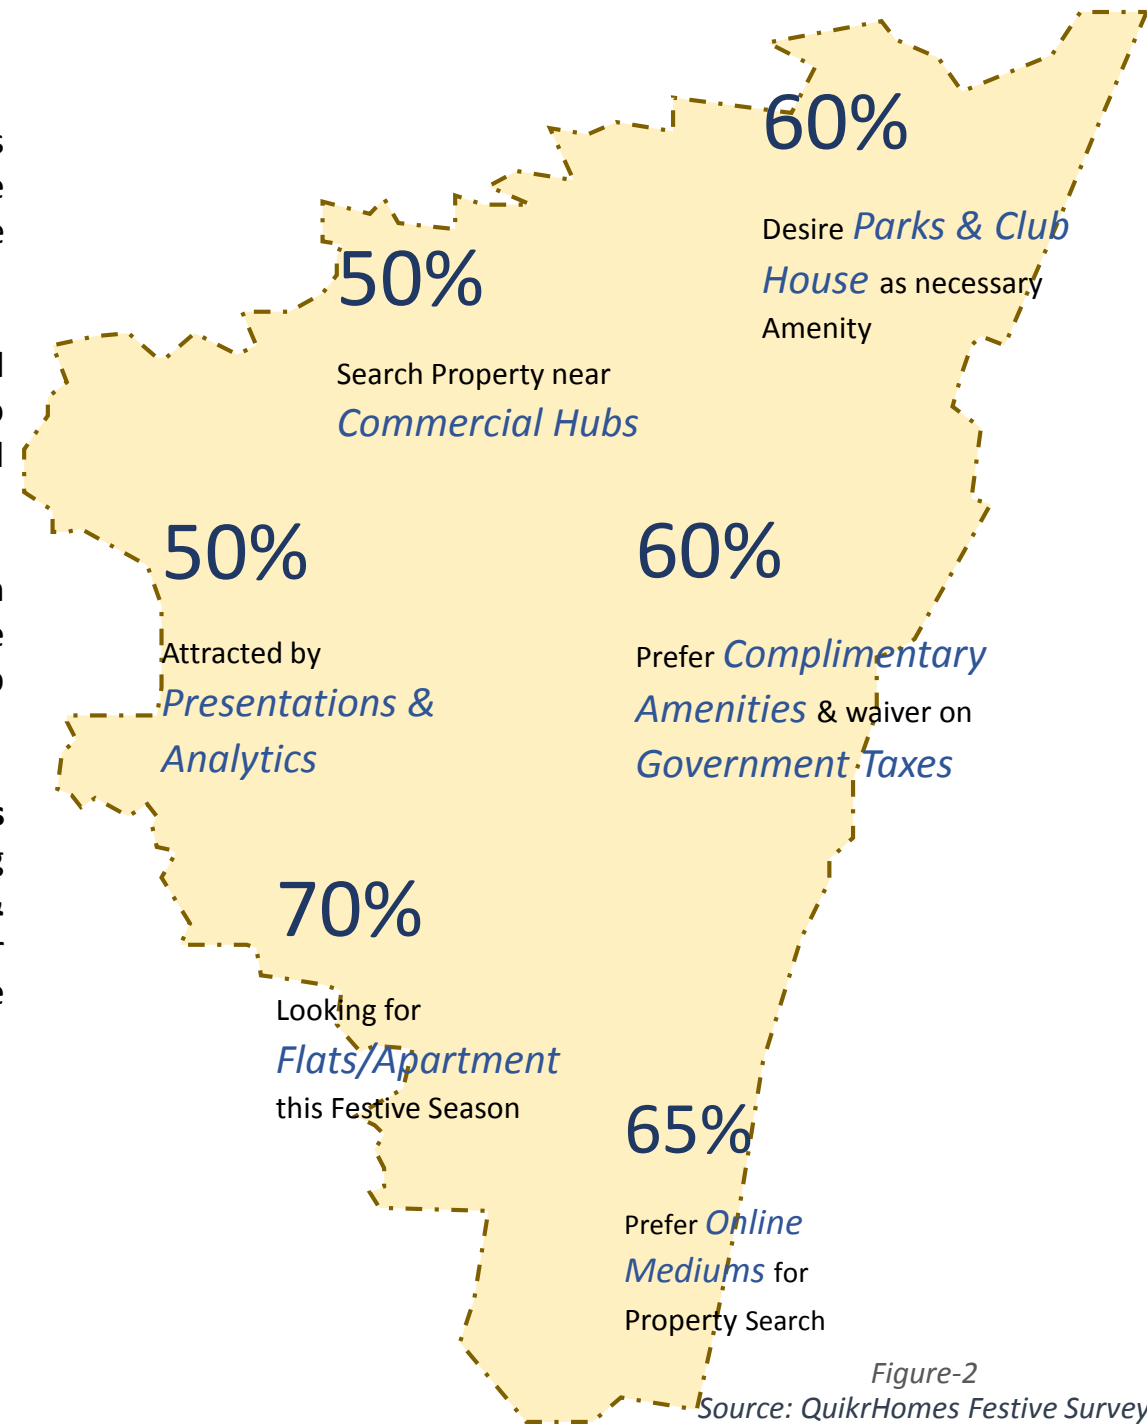 60%
Desire Parks & Club
House as necessary
Amenity
50%
Search Property near
Commercial Hubs
50%
Attracted by
Presentations &
Analytics
60%
Prefer Complimentary
Amenities & waiver on
Government Taxes
70%
Looking for
Flats/Apartment
this Festive Season
65%
Prefer Online
Mediums for
Property Search
Figure-2
Source: QuikrHomes Festive Survey